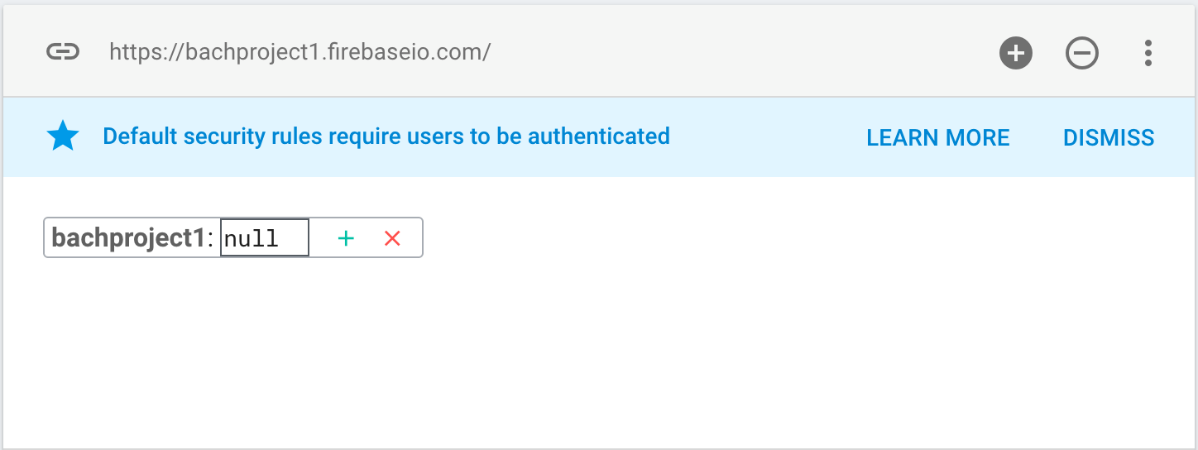 https://bachproject1.firebaseio.com/
Default security rules require users to be authenticated LEARN MORE DISMISS
bachproject1: null